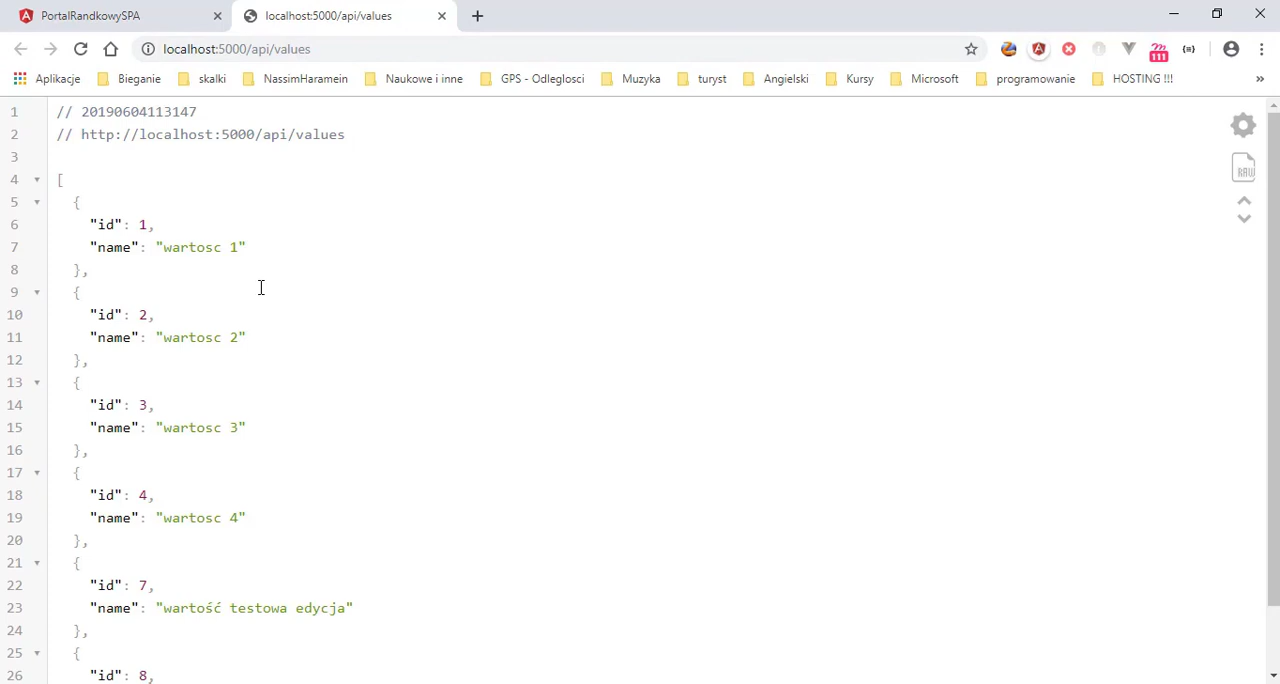 PortalRandkowySPA
localhost:5000/api/values
localhost:5000/api/values
111
Aplikacje Bieganie skalki NassimHaramein Naukowe i inne GPS - Odleglosci Muzyka turyst Angielski Kursy Microsoft programowanie HOSTING !!! »
1 // 20190604113147
2 // http://localhost:5000/api/values
3
4 [
5 {
6 "id": 1,
7 "name": "wartosc 1"
8 },
9 {
10 "id": 2,
11 "name": "wartosc 2"
12 },
13 {
14 "id": 3,
15 "name": "wartosc 3"
16 },
17 {
18 "id": 4,
19 "name": "wartosc 4"
20 },
21 {
22 "id": 7,
23 "name": "wartość testowa edycja"
24 },
25 {
26 "id": 8,
RAW